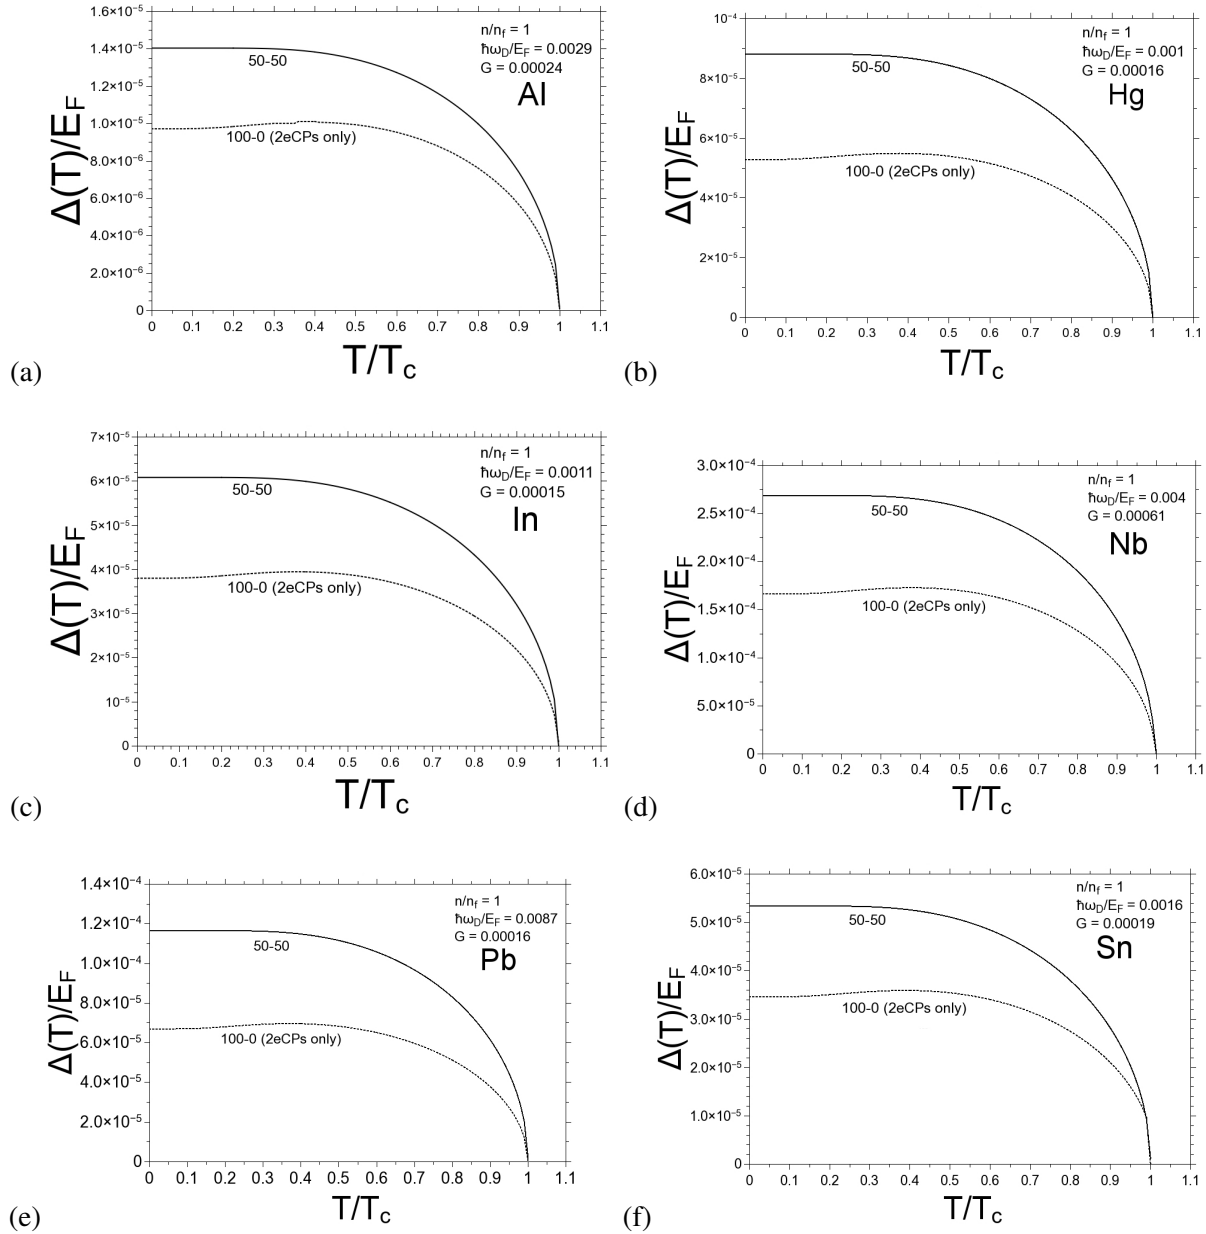 Δ(T)/E_F
1.6×10⁻⁵
1.4×10⁻⁵
1.2×10⁻⁵
1.0×10⁻⁵
8.0×10⁻⁶
6.0×10⁻⁶
4.0×10⁻⁶
2.0×10⁻⁶
0
n/n_f = 1
ħω_D/E_F = 0.0029
G = 0.00024
Al
50-50
100-0 (2eCPs only)
0 0.1 0.2 0.3 0.4 0.5 0.6 0.7 0.8 0.9 1 1.1
T/T_c
(a)
Δ(T)/E_F
10⁻⁴
8×10⁻⁵
6×10⁻⁵
4×10⁻⁵
2×10⁻⁵
0
n/n_f = 1
ħω_D/E_F = 0.001
G = 0.00016
Hg
50-50
100-0 (2eCPs only)
0 0.1 0.2 0.3 0.4 0.5 0.6 0.7 0.8 0.9 1 1.1
T/T_c
(b)
Δ(T)/E_F
7×10⁻⁵
6×10⁻⁵
5×10⁻⁵
4×10⁻⁵
3×10⁻⁵
2×10⁻⁵
10⁻⁵
0
n/n_f = 1
ħω_D/E_F = 0.0011
G = 0.00015
In
50-50
100-0 (2eCPs only)
0 0.1 0.2 0.3 0.4 0.5 0.6 0.7 0.8 0.9 1 1.1
T/T_c
(c)
Δ(T)/E_F
3.0×10⁻⁴
2.5×10⁻⁴
2.0×10⁻⁴
1.5×10⁻⁴
1.0×10⁻⁴
5.0×10⁻⁵
0
n/n_f = 1
ħω_D/E_F = 0.004
G = 0.00061
Nb
50-50
100-0 (2eCPs only)
0 0.1 0.2 0.3 0.4 0.5 0.6 0.7 0.8 0.9 1 1.1
T/T_c
(d)
Δ(T)/E_F
1.4×10⁻⁴
1.2×10⁻⁴
1.0×10⁻⁴
8.0×10⁻⁵
6.0×10⁻⁵
4.0×10⁻⁵
2.0×10⁻⁵
0
n/n_f = 1
ħω_D/E_F = 0.0087
G = 0.00016
Pb
50-50
100-0 (2eCPs only)
0 0.1 0.2 0.3 0.4 0.5 0.6 0.7 0.8 0.9 1 1.1
T/T_c
(e)
Δ(T)/E_F
6.0×10⁻⁵
5.0×10⁻⁵
4.0×10⁻⁵
3.0×10⁻⁵
2.0×10⁻⁵
1.0×10⁻⁵
0
n/n_f = 1
ħω_D/E_F = 0.0016
G = 0.00019
Sn
50-50
100-0 (2eCPs only)
0 0.1 0.2 0.3 0.4 0.5 0.6 0.7 0.8 0.9 1 1.1
T/T_c
(f)